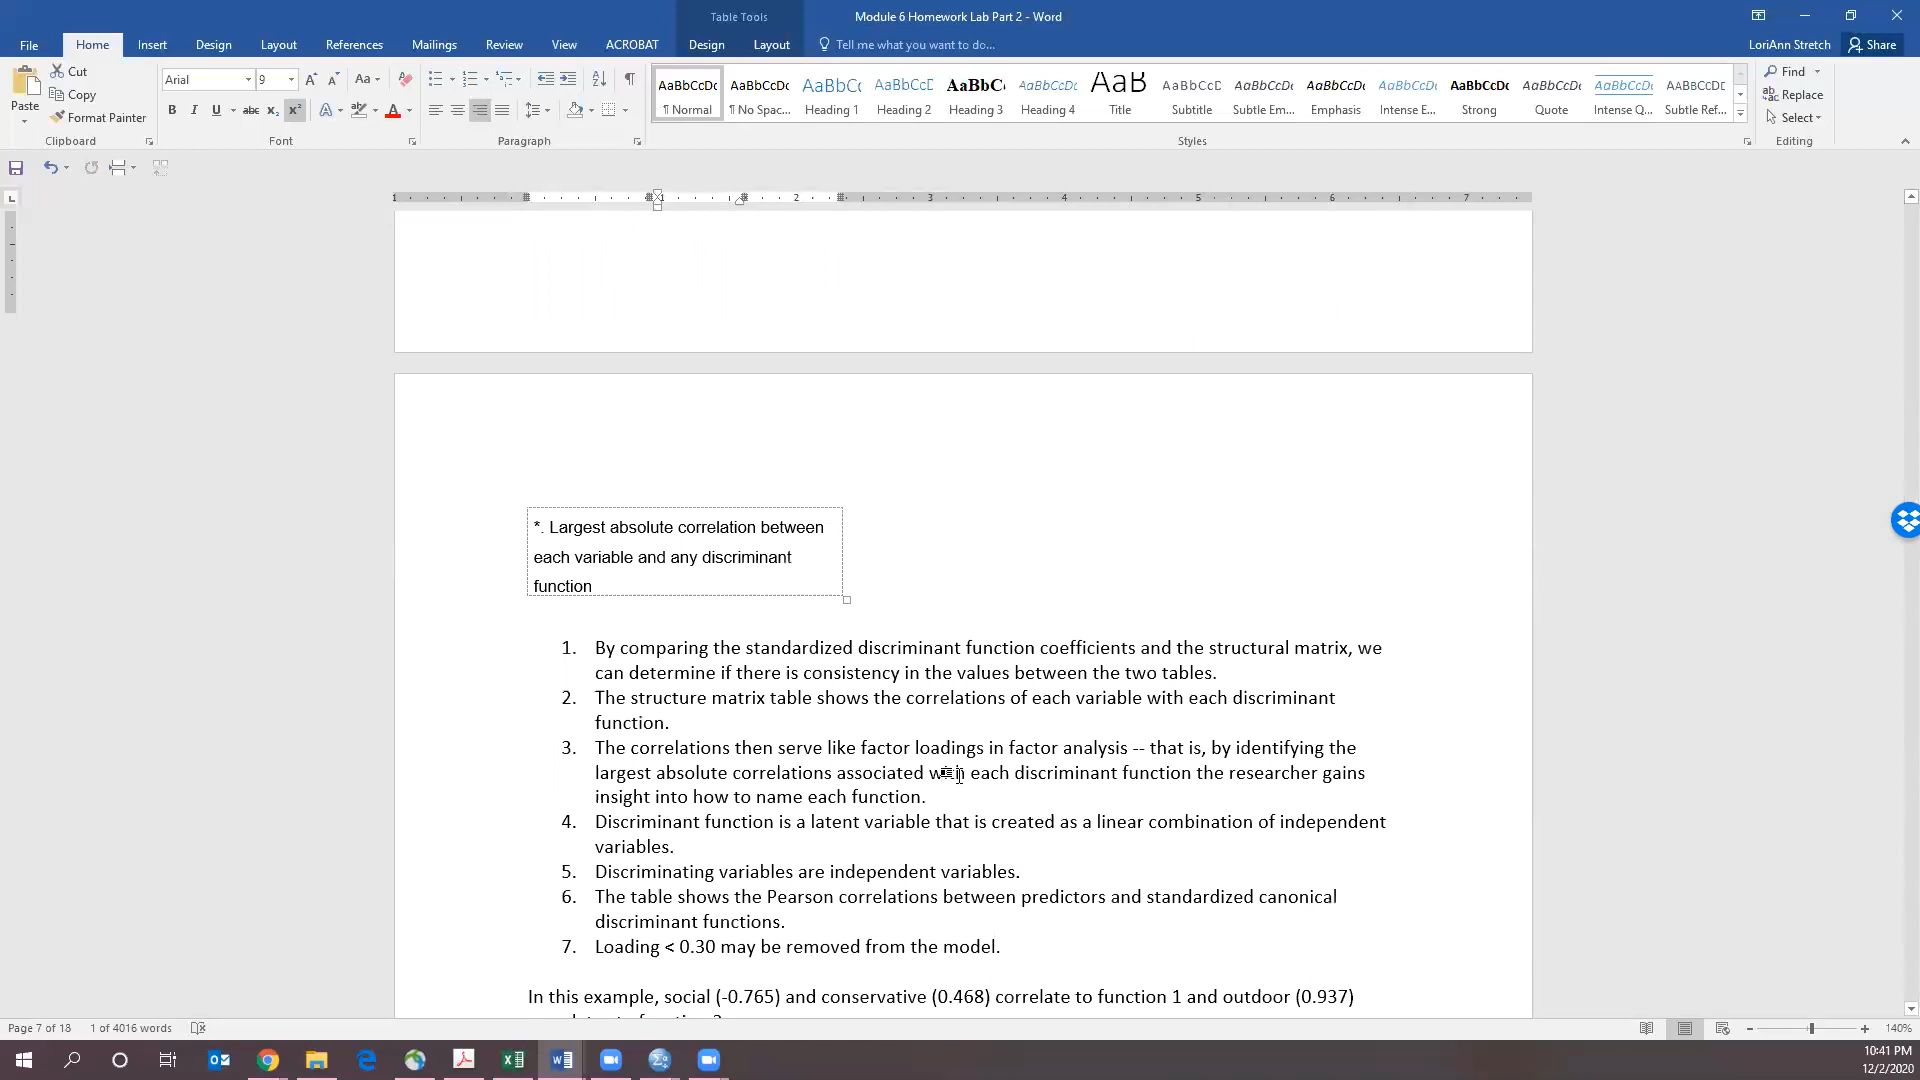 Table Tools
Module 6 Homework Lab Part 2 - Word
File Home Insert Design Layout References Mailings Review View ACROBAT Design Layout Tell me what you want to do... LoriAnn Stretch Share
Cut
Copy
Format Painter
Paste
Arial 9
Clipboard Font Paragraph Styles Editing
AaBbCcDc AaBbCcDc AaBbCc AaBbCcD AaBbC AaBbCcDc AaB AaBbCcD AaBbCcDc AaBbCcDc AaBbCcDc AaBbCcDc AaBbCcDc AaBbCcDc AABBCCDC
¶ Normal ¶ No Spac... Heading 1 Heading 2 Heading 3 Heading 4 Title Subtitle Subtle Em... Emphasis Intense E... Strong Quote Intense Q... Subtle Ref...
Find
Replace
Select
1 1 2 3 4 5 6 7
*. Largest absolute correlation between
each variable and any discriminant
function
1. By comparing the standardized discriminant function coefficients and the structural matrix, we
can determine if there is consistency in the values between the two tables.
2. The structure matrix table shows the correlations of each variable with each discriminant
function.
3. The correlations then serve like factor loadings in factor analysis -- that is, by identifying the
largest absolute correlations associated with each discriminant function the researcher gains
insight into how to name each function.
4. Discriminant function is a latent variable that is created as a linear combination of independent
variables.
5. Discriminating variables are independent variables.
6. The table shows the Pearson correlations between predictors and standardized canonical
discriminant functions.
7. Loading < 0.30 may be removed from the model.
In this example, social (-0.765) and conservative (0.468) correlate to function 1 and outdoor (0.937)
Page 7 of 18 1 of 4016 words 140%
10:41 PM
12/2/2020